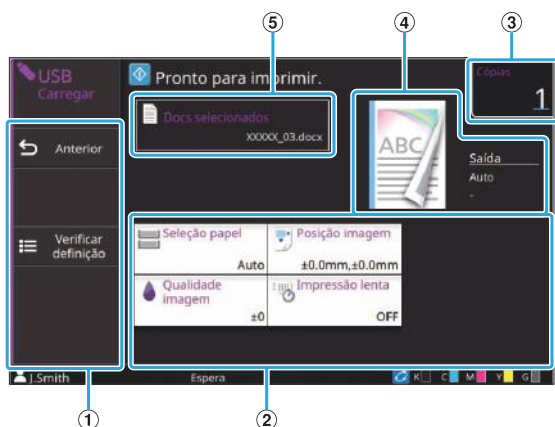 5
4
3
USB
Carregar
Pronto para imprimir.
Cópias
1
Docs selecionados
XXXXX_03.docx
ABC
Anterior
Saída
Auto
-
Verificar
definição
Seleção papel
Auto
Posição imagem
±0.0mm,±0.0mm
Qualidade
imagem
±0
Impressão lenta
OFF
J.Smith
Espera
K C M Y G
1
2